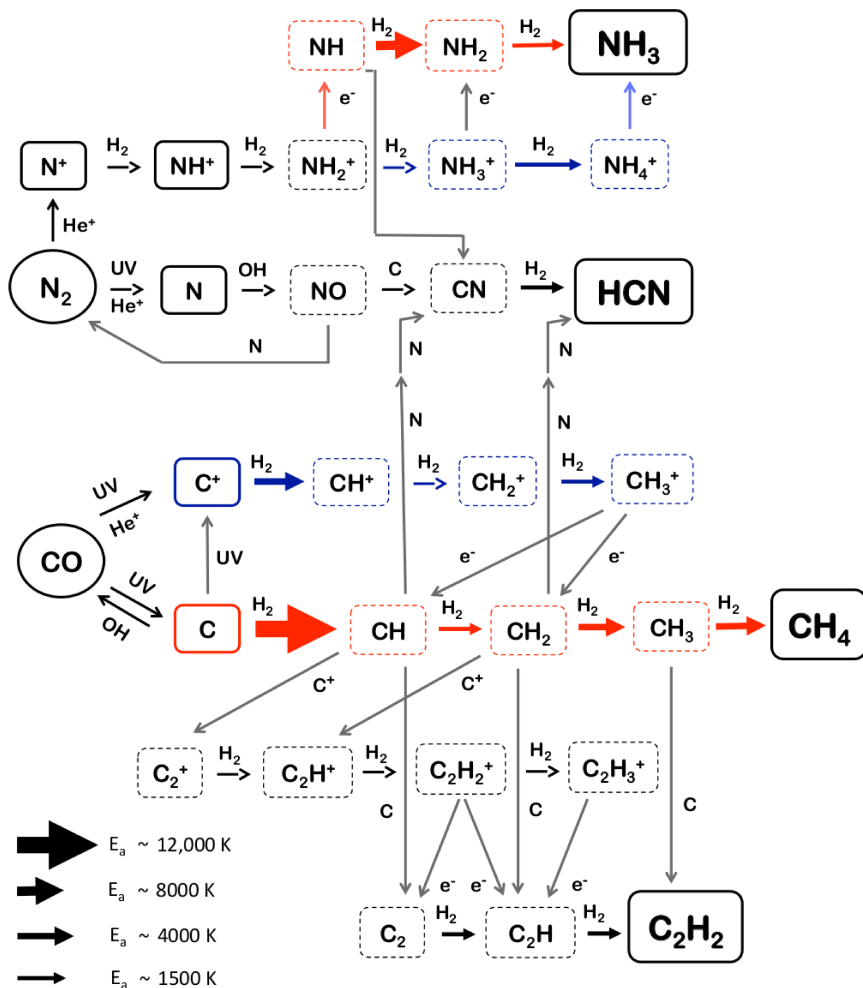 H₂ H₂
NH NH₂ NH₃
e⁻ e⁻ e⁻
H₂ H₂ H₂ H₂
N⁺ NH⁺ NH₂⁺ NH₃⁺ NH₄⁺
He⁺
UV OH C H₂
N₂ N NO CN HCN
He⁺
N N N
N N
H₂ H₂ H₂
UV C⁺ CH⁺ CH₂⁺ CH₃⁺
He⁺
CO UV e⁻ e⁻
UV H₂ H₂ H₂ H₂
OH C CH CH₂ CH₃ CH₄
C⁺ C⁺
H₂ H₂ H₂
C₂⁺ C₂H⁺ C₂H₂⁺ C₂H₃⁺
C C C
Eₐ ~ 12,000 K
Eₐ ~ 8000 K e⁻ e⁻ e⁻
H₂ H₂
Eₐ ~ 4000 K C₂ C₂H C₂H₂
Eₐ ~ 1500 K